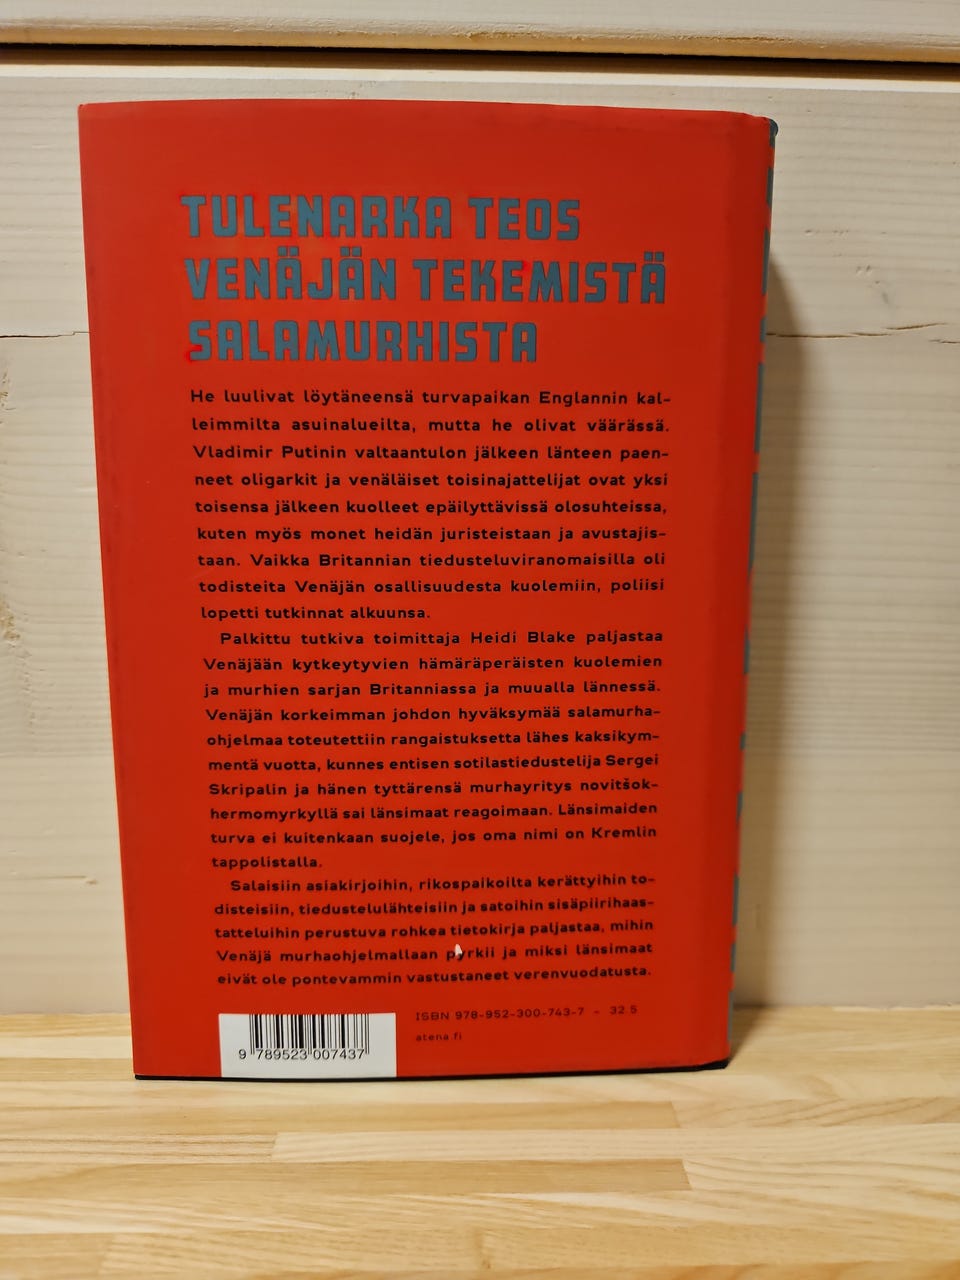 TULENARKA TEOS
VENÄJÄN TEKEMISTÄ
SALAMURHISTA
He luulivat löytäneensä turvapaikan Englannin kal-
leimmilta asuinalueilta, mutta he olivat väärässä.
Vladimir Putinin valtaantulon jälkeen länteen paen-
neet oligarkit ja venäläiset toisinajattelijat ovat yksi
toisensa jälkeen kuolleet epäilyttävissä olosuhteissa,
kuten myös monet heidän juristeistaan ja avustajis-
taan. Vaikka Britannian tiedusteluviranomaisilla oli
todisteita Venäjän osallisuudesta kuolemiin, poliisi
lopetti tutkinnat alkuunsa.
Palkittu tutkiva toimittaja Heidi Blake paljastaa
Venäjään kytkeytyvien hämäräperäisten kuolemien
ja murhien sarjan Britanniassa ja muualla lännessä.
Venäjän korkeimman johdon hyväksymää salamurha-
ohjelmaa toteutettiin rangaistuksetta lähes kaksikym-
mentä vuotta, kunnes entisen sotilastiedustelija Sergei
Skripalin ja hänen tyttärensä murhayritys novitšok-
hermomyrkyllä sai länsimaat reagoimaan. Länsimaiden
turva ei kuitenkaan suojele, jos oma nimi on Kremlin
tappolistalla.
Salaisiin asiakirjoihin, rikospaikoilta kerättyihin to-
disteisiin, tiedustelulähteisiin ja satoihin sisäpiirihaas-
tatteluihin perustuva rohkea tietokirja paljastaa, mihin
Venäjä murhaohjelmallaan pyrkii ja miksi länsimaat
eivät ole pontevammin vastustaneet verenvuodatusta.
ISBN 978-952-300-743-7 - 32.5
atena.fi
9 789523 007437